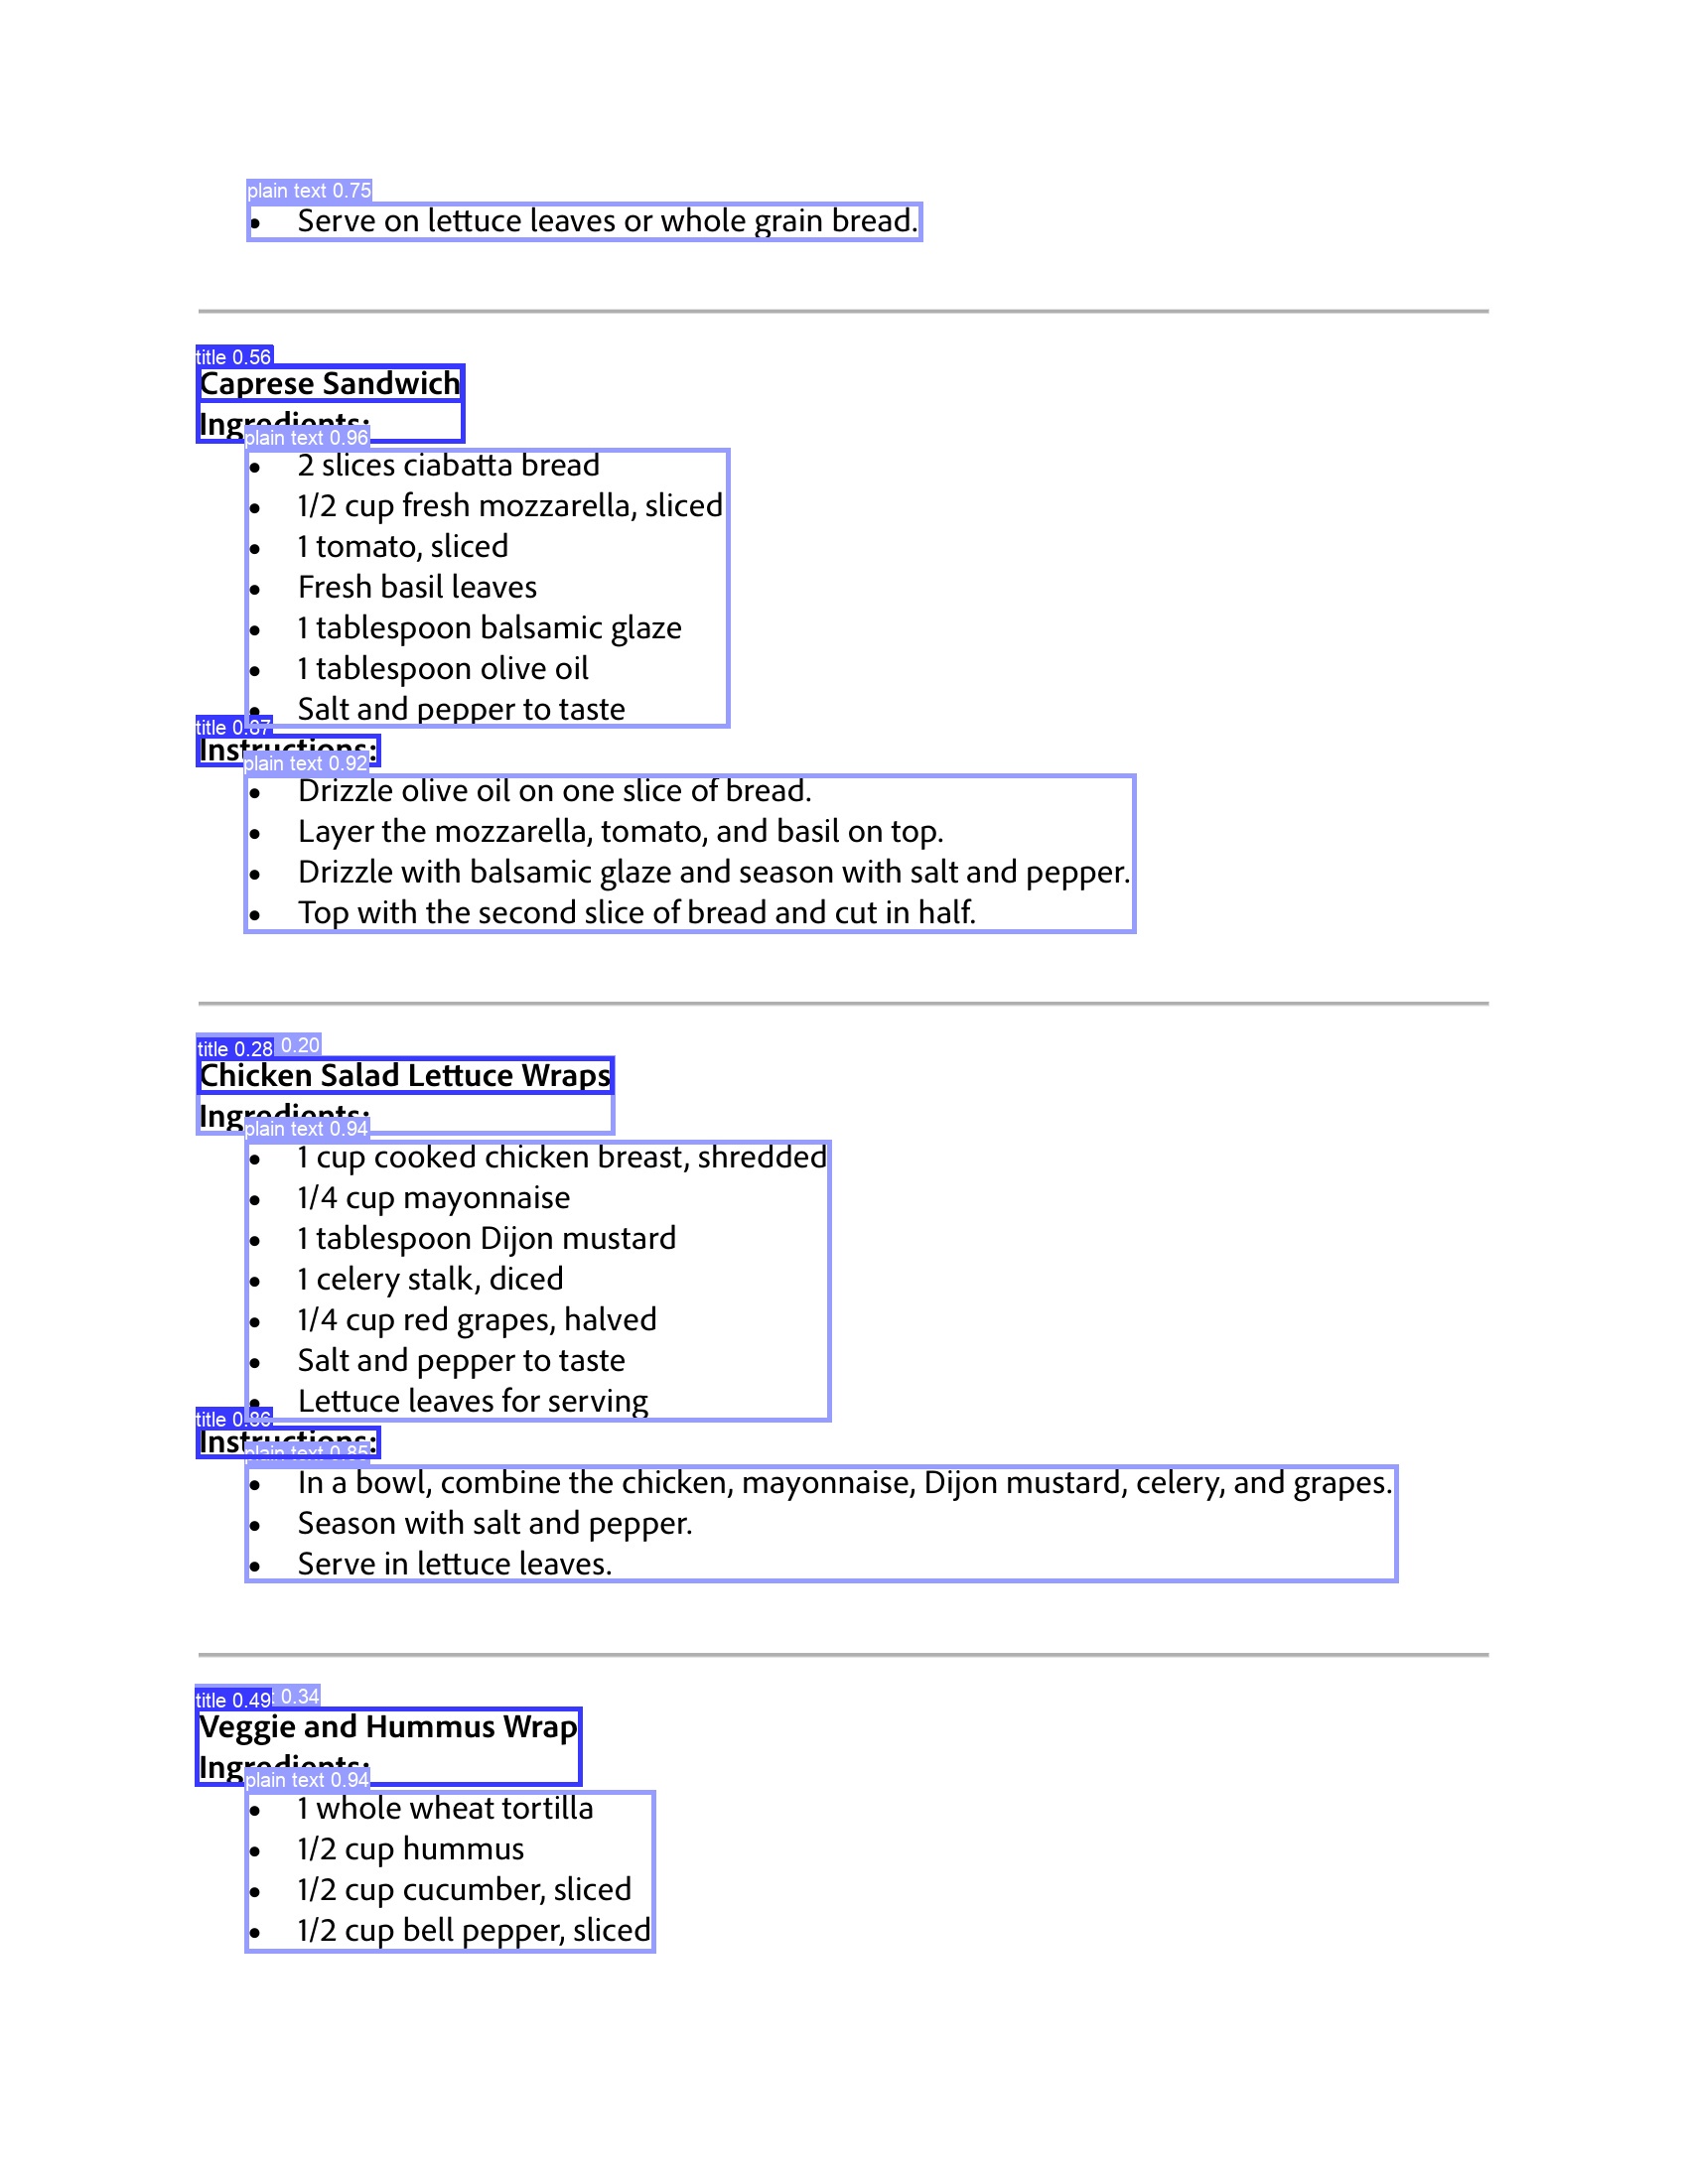 plain text 0.75
• Serve on lettuce leaves or whole grain bread.
title 0.56
Caprese Sandwich
Ingredients:
plain text 0.96
• 2 slices ciabatta bread
• 1/2 cup fresh mozzarella, sliced
• 1 tomato, sliced
• Fresh basil leaves
• 1 tablespoon balsamic glaze
• 1 tablespoon olive oil
• Salt and pepper to taste
title 0.87
Instructions:
plain text 0.92
• Drizzle olive oil on one slice of bread.
• Layer the mozzarella, tomato, and basil on top.
• Drizzle with balsamic glaze and season with salt and pepper.
• Top with the second slice of bread and cut in half.
title 0.28 0.20
Chicken Salad Lettuce Wraps
Ingredients:
plain text 0.94
• 1 cup cooked chicken breast, shredded
• 1/4 cup mayonnaise
• 1 tablespoon Dijon mustard
• 1 celery stalk, diced
• 1/4 cup red grapes, halved
• Salt and pepper to taste
• Lettuce leaves for serving
title 0.86
Instructions:
plain text 0.85
• In a bowl, combine the chicken, mayonnaise, Dijon mustard, celery, and grapes.
• Season with salt and pepper.
• Serve in lettuce leaves.
title 0.49 0.34
Veggie and Hummus Wrap
Ingredients:
plain text 0.94
• 1 whole wheat tortilla
• 1/2 cup hummus
• 1/2 cup cucumber, sliced
• 1/2 cup bell pepper, sliced